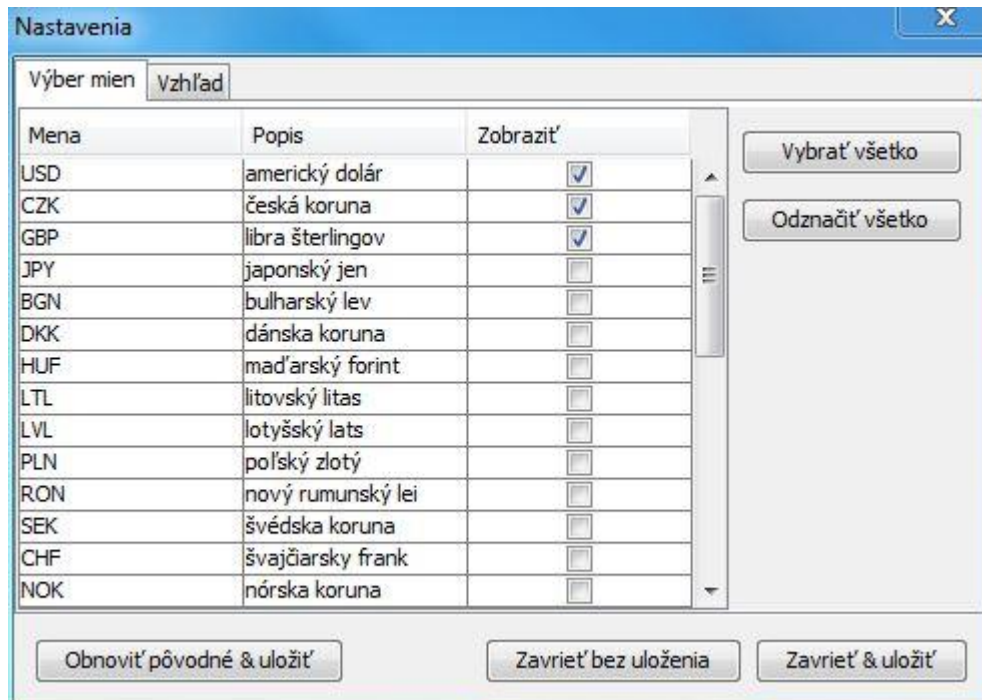 Nastavenia
Výber mien Vzhľad
Mena Popis Zobraziť
USD americký dolár
CZK česká koruna
GBP libra šterlingov
JPY japonský jen
BGN bulharský lev
DKK dánska koruna
HUF maďarský forint
LTL litovský litas
LVL lotyšský lats
PLN poľský zlotý
RON nový rumunský lei
SEK švédska koruna
CHF švajčiarsky frank
NOK nórska koruna
Vybrať všetko
Odznačiť všetko
Obnoviť pôvodné & uložiť Zavrieť bez uloženia Zavrieť & uložiť